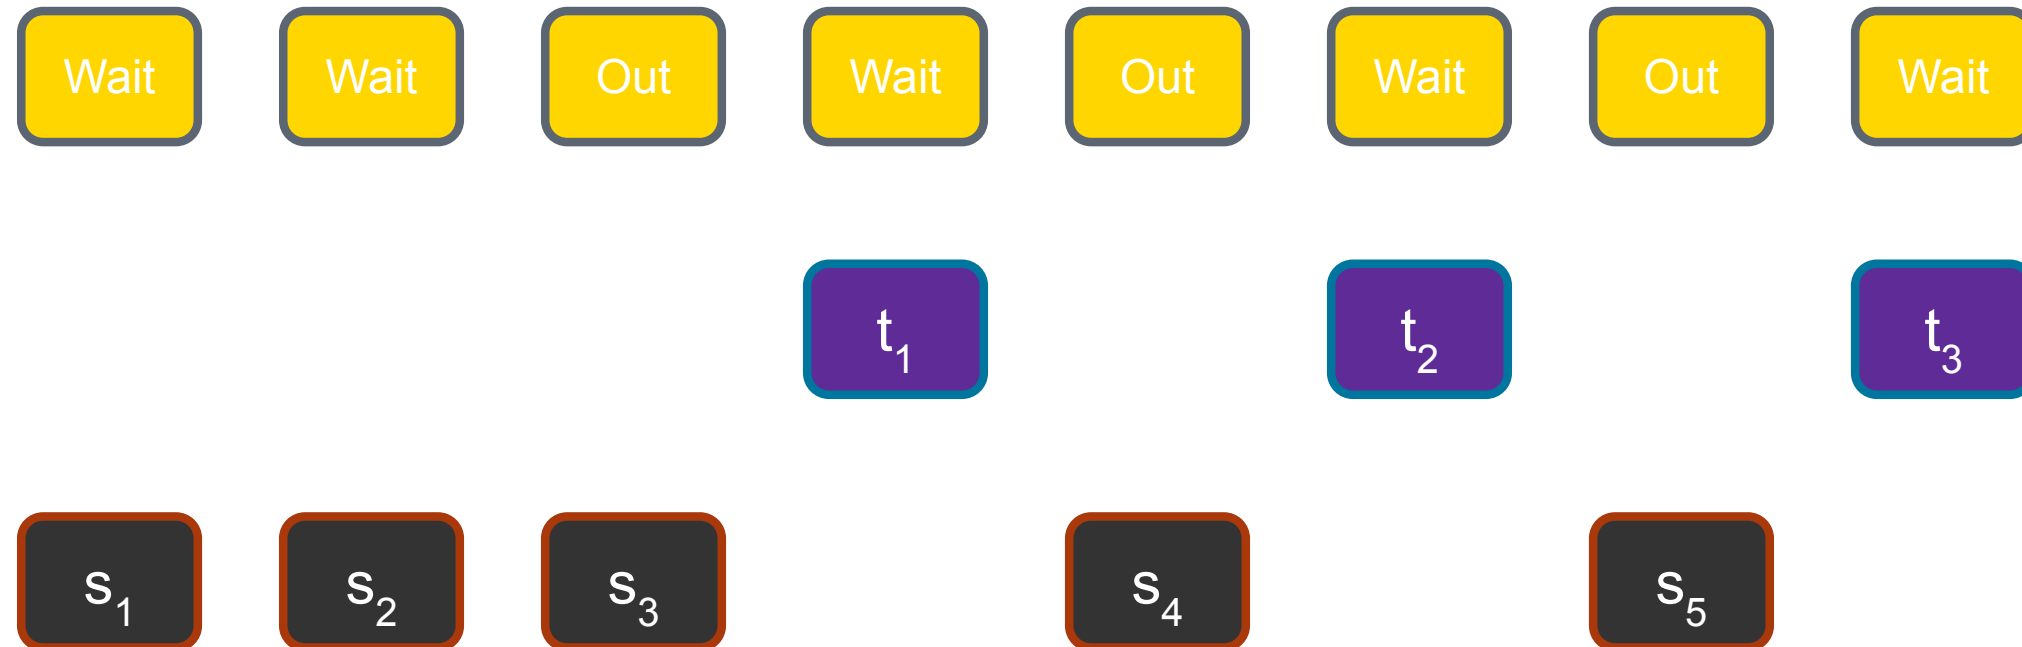 Wait Wait Out Wait Out Wait Out Wait
t₁ t₂ t₃
s₁ s₂ s₃ s₄ s₅